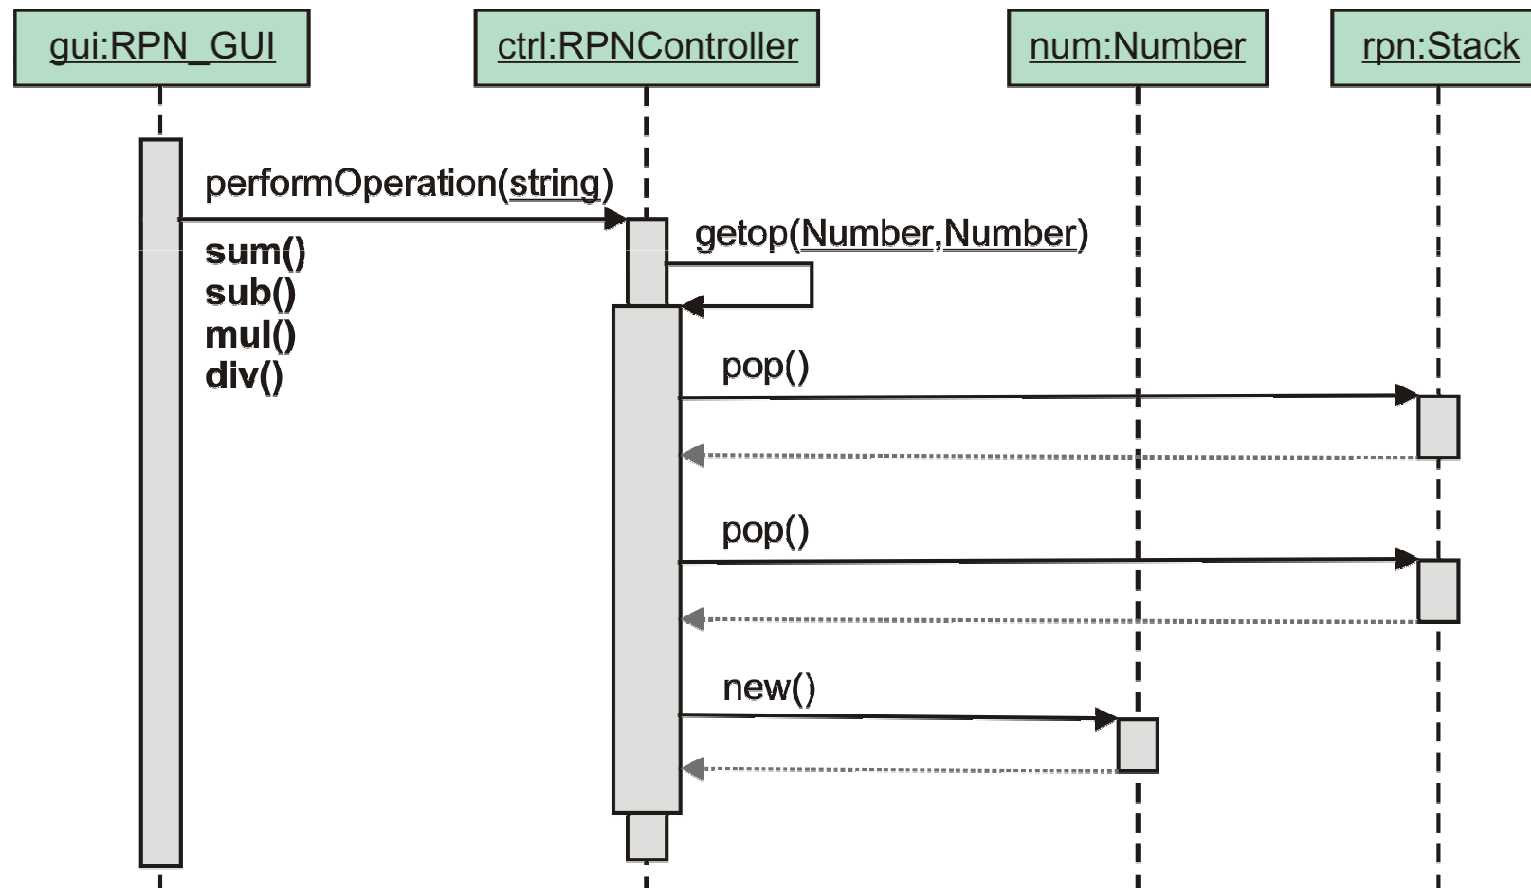 gui:RPN_GUI
ctrl:RPNController
num:Number
rpn:Stack
performOperation(string)
sum()
sub()
mul()
div()
getop(Number,Number)
pop()
pop()
new()